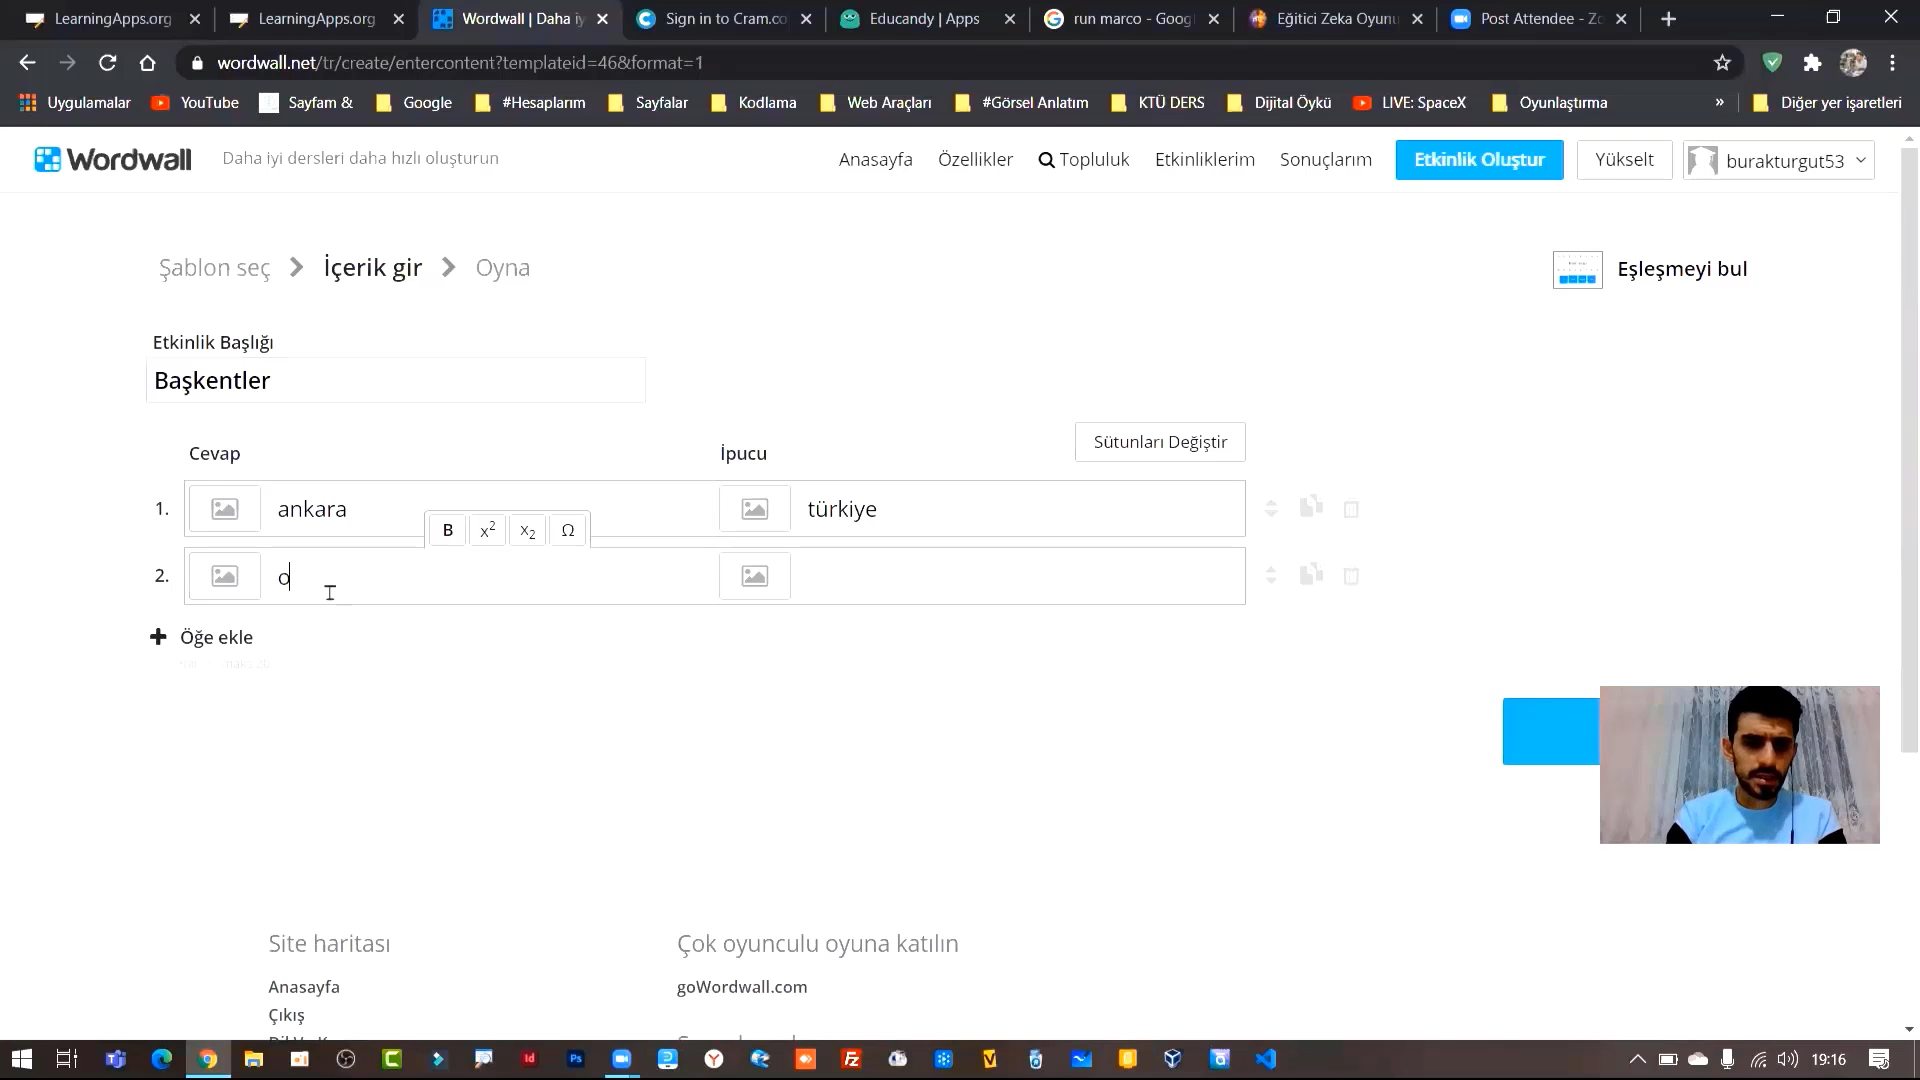 LearningApps.org
LearningApps.org
Wordwall | Daha iy
Sign in to Cram.co
Educandy | Apps
run marco - Goog
Eğitici Zeka Oyunu
Post Attendee - Zo
wordwall.net/tr/create/entercontent?templateid=46&format=1
Uygulamalar
YouTube
Sayfam &
Google
#Hesaplarım
Sayfalar
Kodlama
Web Araçları
#Görsel Anlatım
KTÜ DERS
Dijital Öykü
LIVE: SpaceX
Oyunlaştırma
»
Diğer yer işaretleri
Wordwall
Daha iyi dersleri daha hızlı oluşturun
Anasayfa
Özellikler
Topluluk
Etkinliklerim
Sonuçlarım
Etkinlik Oluştur
Yükselt
burakturgut53
Şablon seç
İçerik gir
Oyna
Eşleşmeyi bul
Etkinlik Başlığı
Başkentler
Cevap
İpucu
Sütunları Değiştir
1.
ankara
türkiye
B
x²
x₂
Ω
2.
o
+ Öğe ekle
Site haritası
Çok oyunculu oyuna katılın
Anasayfa
goWordwall.com
Çıkış
19:16